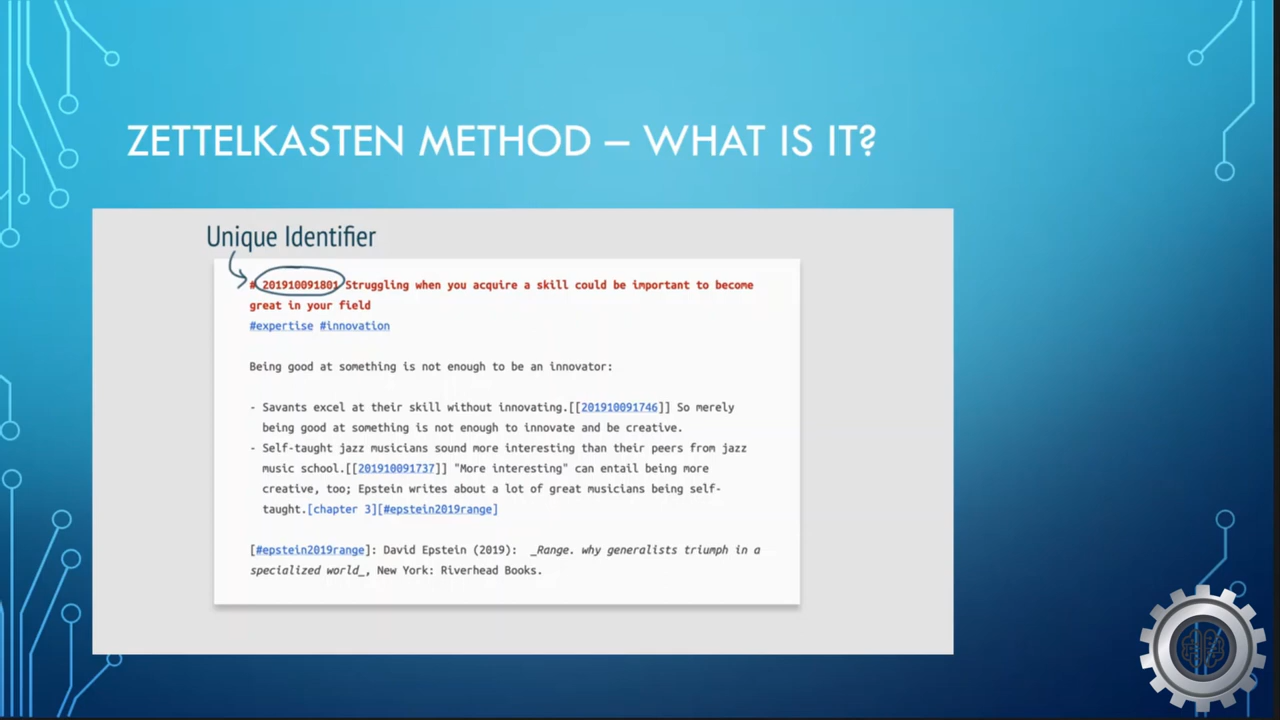 ZETTELKASTEN METHOD – WHAT IS IT?
Unique Identifier
# 201910091801 Struggling when you acquire a skill could be important to become
great in your field
#expertise #innovation
Being good at something is not enough to be an innovator:
- Savants excel at their skill without innovating.[[201910091746]] So merely
being good at something is not enough to innovate and be creative.
- Self-taught jazz musicians sound more interesting than their peers from jazz
music school.[[201910091737]] "More interesting" can entail being more
creative, too; Epstein writes about a lot of great musicians being self-
taught.[chapter 3][#epstein2019range]
[#epstein2019range]: David Epstein (2019): _Range. why generalists triumph in a
specialized world_, New York: Riverhead Books.